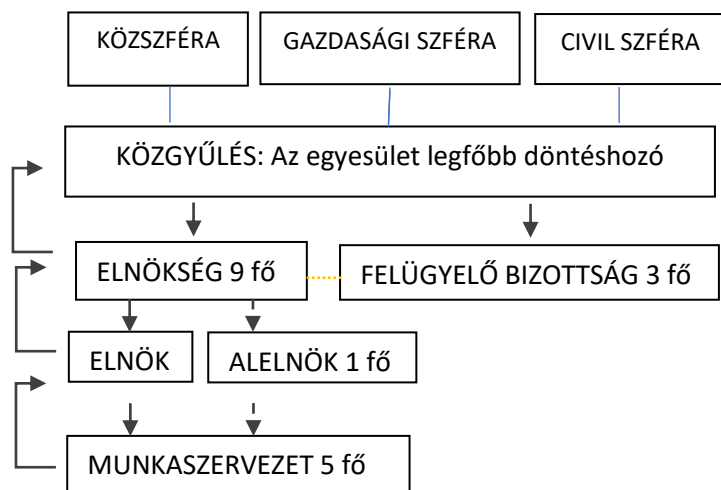 KÖZSZFÉRA
GAZDASÁGI SZFÉRA
CIVIL SZFÉRA
KÖZGYŰLÉS: Az egyesület legfőbb döntéshozó
ELNÖKSÉG 9 fő
FELÜGYELŐ BIZOTTSÁG 3 fő
ELNÖK
ALELNÖK 1 fő
MUNKASZERVEZET 5 fő